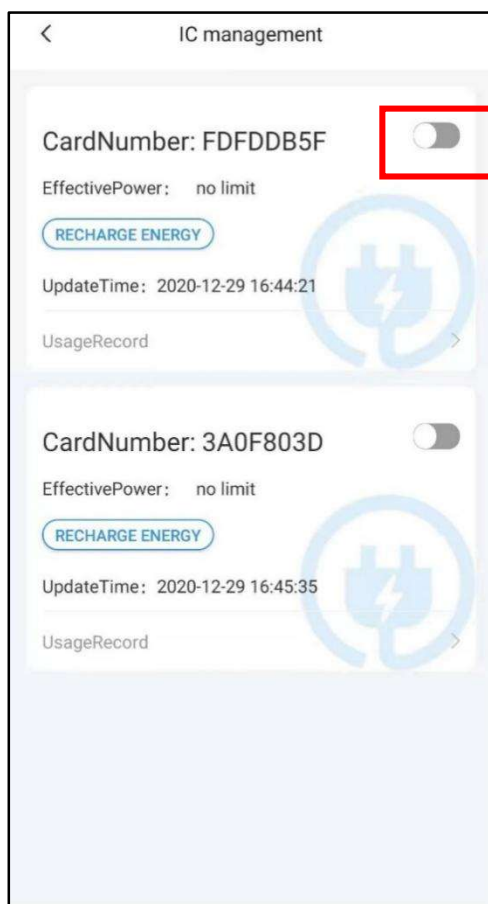 IC management
CardNumber: FDFDDB5F
EffectivePower: no limit
RECHARGE ENERGY
UpdateTime: 2020-12-29 16:44:21
UsageRecord
CardNumber: 3A0F803D
EffectivePower: no limit
RECHARGE ENERGY
UpdateTime: 2020-12-29 16:45:35
UsageRecord